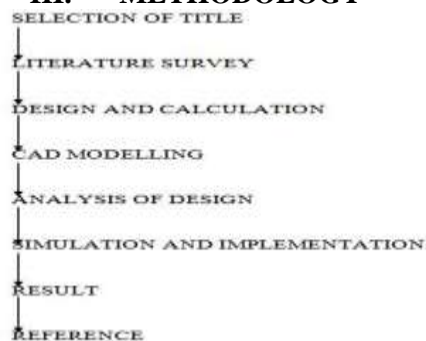 III. METHODOLOGY
SELECTION OF TITLE
LITERATURE SURVEY
DESIGN AND CALCULATION
CAD MODELLING
ANALYSIS OF DESIGN
SIMULATION AND IMPLEMENTATION
RESULT
REFERENCE